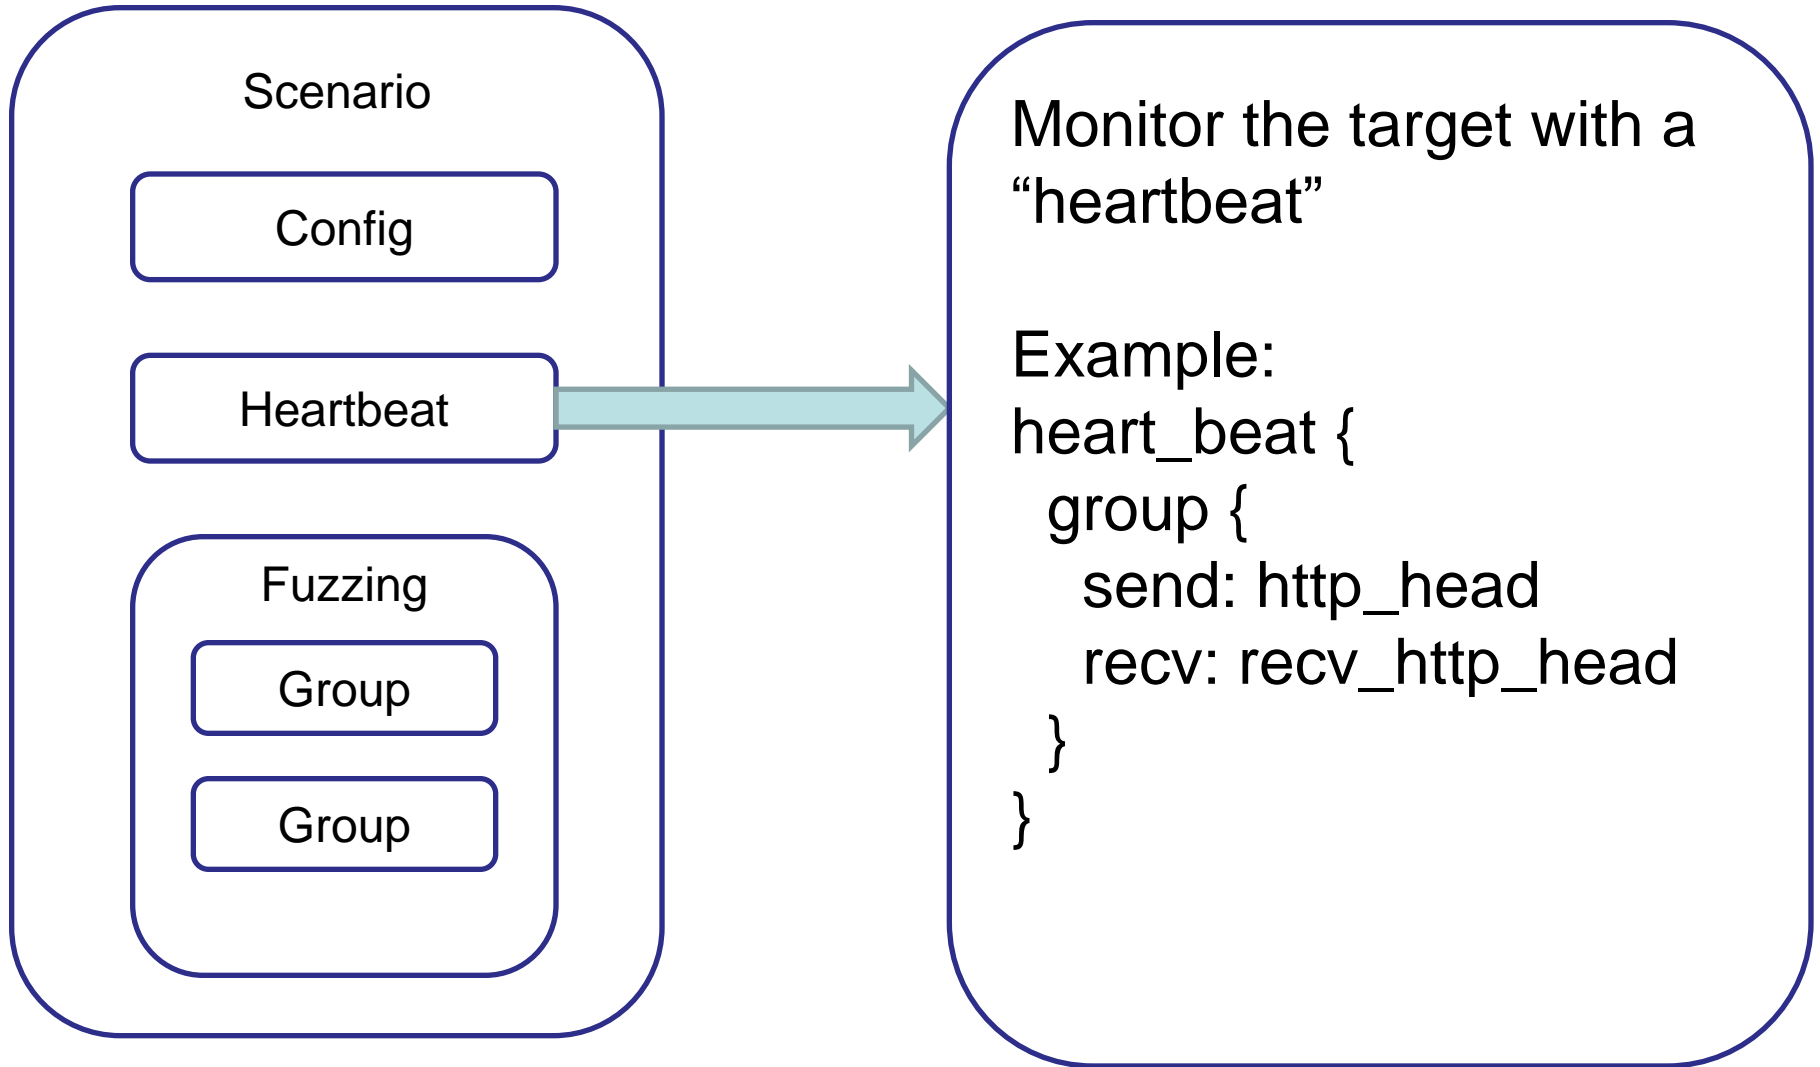 Scenario
Config
Heartbeat
Fuzzing
Group
Group
Monitor the target with a
“heartbeat”
Example:
heart_beat {
group {
send: http_head
recv: recv_http_head
}
}